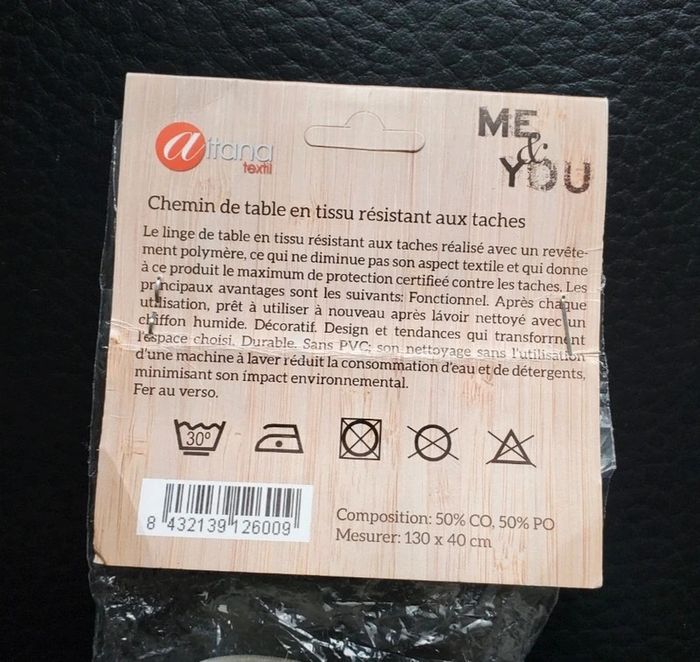 aitana
textil
ME
&
YOU
Chemin de table en tissu résistant aux taches
Le linge de table en tissu résistant aux taches réalisé avec un revête-
ment polymère, ce qui ne diminue pas son aspect textile et qui donne
à ce produit le maximum de protection certifieé contre les taches. Les
principaux avantages sont les suivants: Fonctionnel. Après chaque
utilisation, prêt à utiliser à nouveau après lávoir nettoyé avec un
chiffon humide. Décoratif. Design et tendances qui transforment
l'espace choisi. Durable. Sans PVC; son nettoyage sans l'utilisation
d'une machine à laver réduit la consommation d'eau et de détergents,
minimisant son ímpact environnemental.
Fer au verso.
30º
8 432139 126009
Composition: 50% CO, 50% PO
Mesurer: 130 x 40 cm